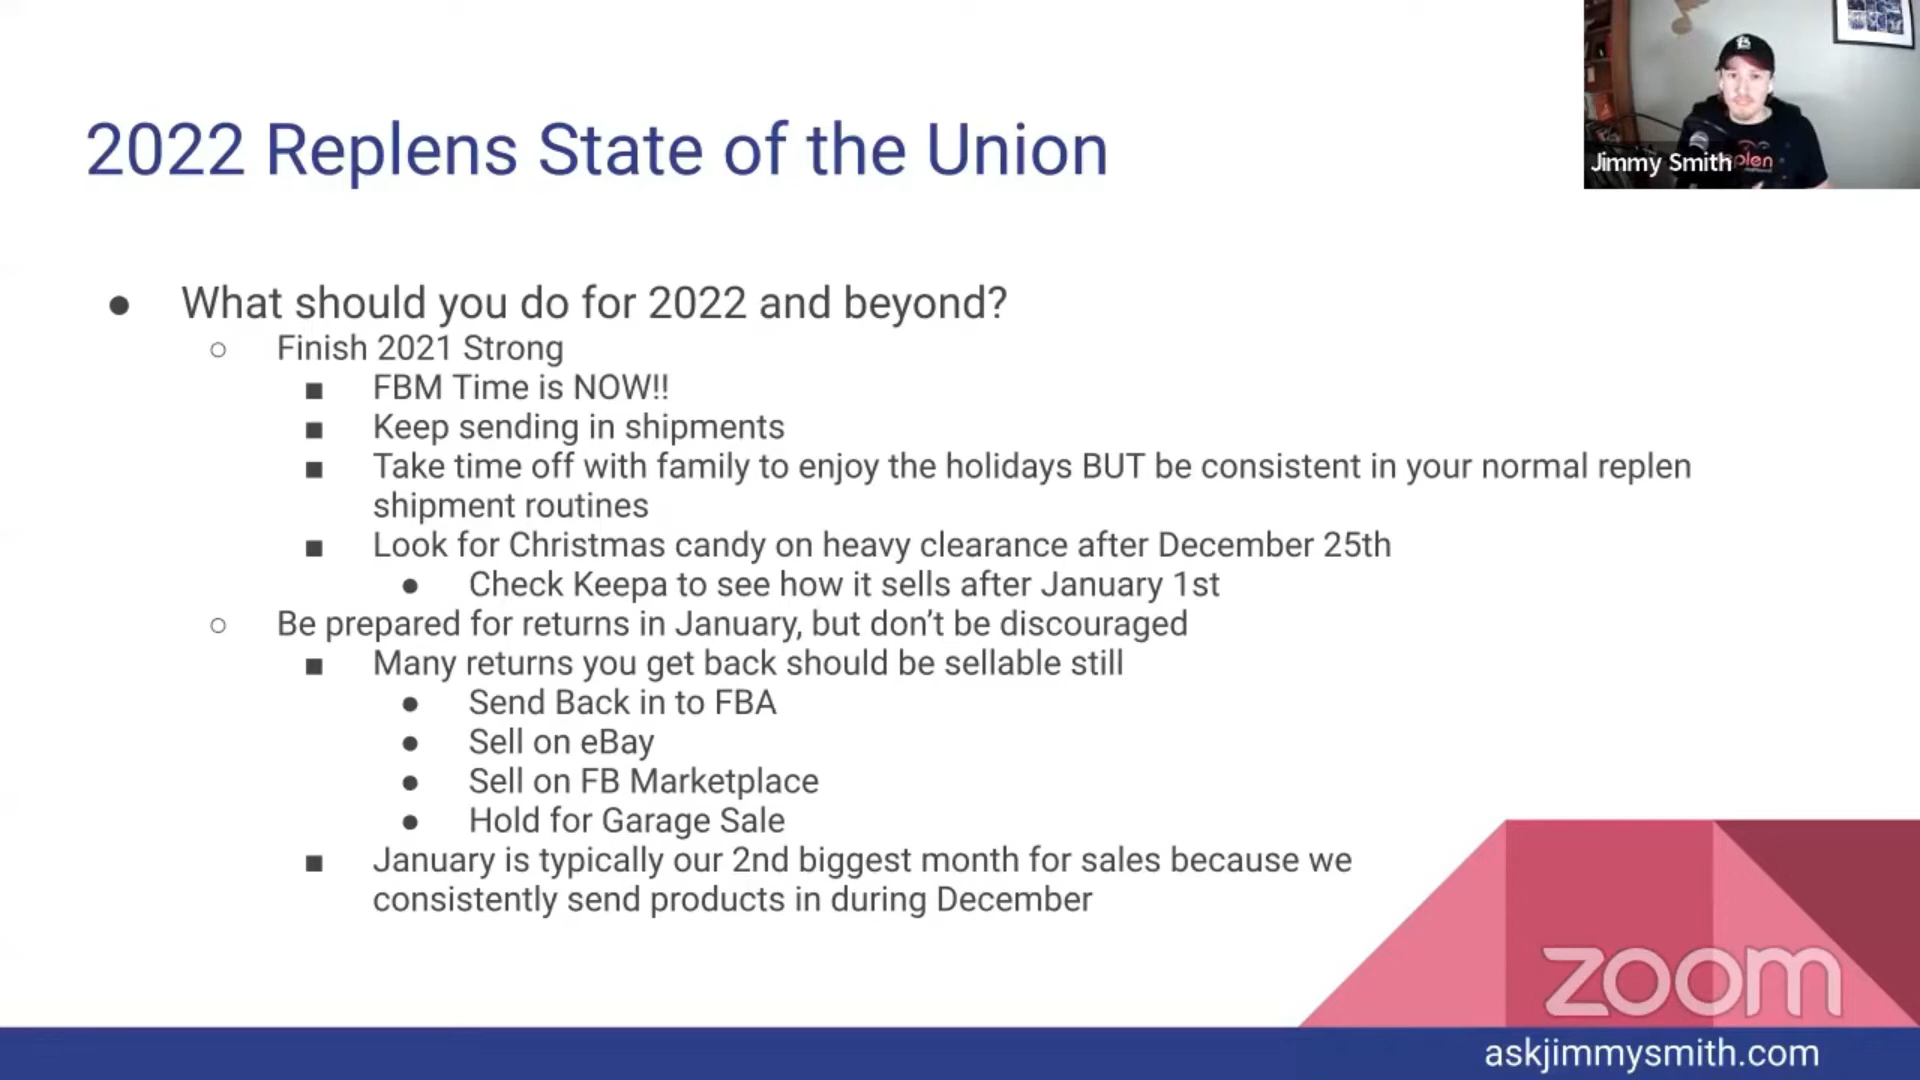 2022 Replens State of the Union
Jimmy Smith
plen
● What should you do for 2022 and beyond?
○ Finish 2021 Strong
■ FBM Time is NOW!!
■ Keep sending in shipments
■ Take time off with family to enjoy the holidays BUT be consistent in your normal replen
shipment routines
■ Look for Christmas candy on heavy clearance after December 25th
● Check Keepa to see how it sells after January 1st
○ Be prepared for returns in January, but don’t be discouraged
■ Many returns you get back should be sellable still
● Send Back in to FBA
● Sell on eBay
● Sell on FB Marketplace
● Hold for Garage Sale
■ January is typically our 2nd biggest month for sales because we
consistently send products in during December
zoom
askjimmysmith.com